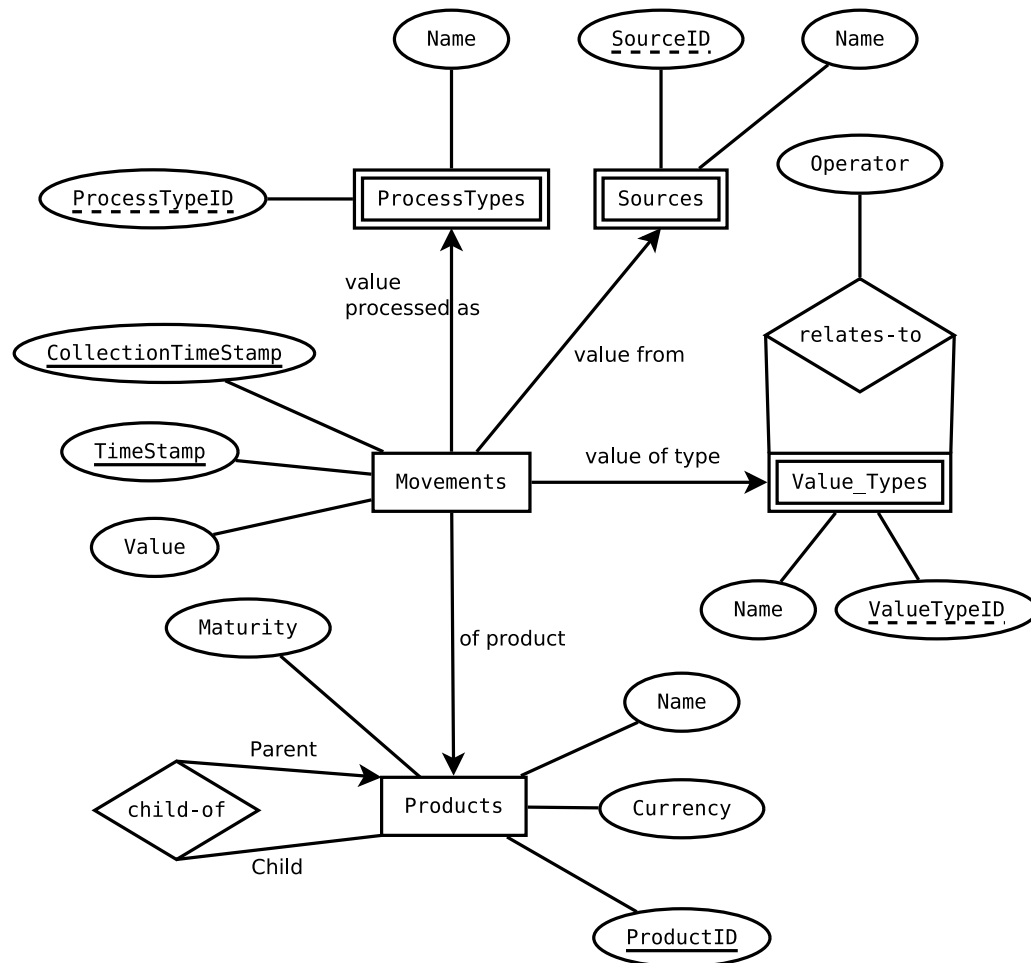 Name
SourceID
Name
Operator
ProcessTypeID
ProcessTypes
Sources
value
processed as
relates-to
CollectionTimeStamp
value from
TimeStamp
value of type
Movements
Value_Types
Value
Name
ValueTypeID
Maturity
of product
Name
Parent
child-of
Products
Currency
Child
ProductID